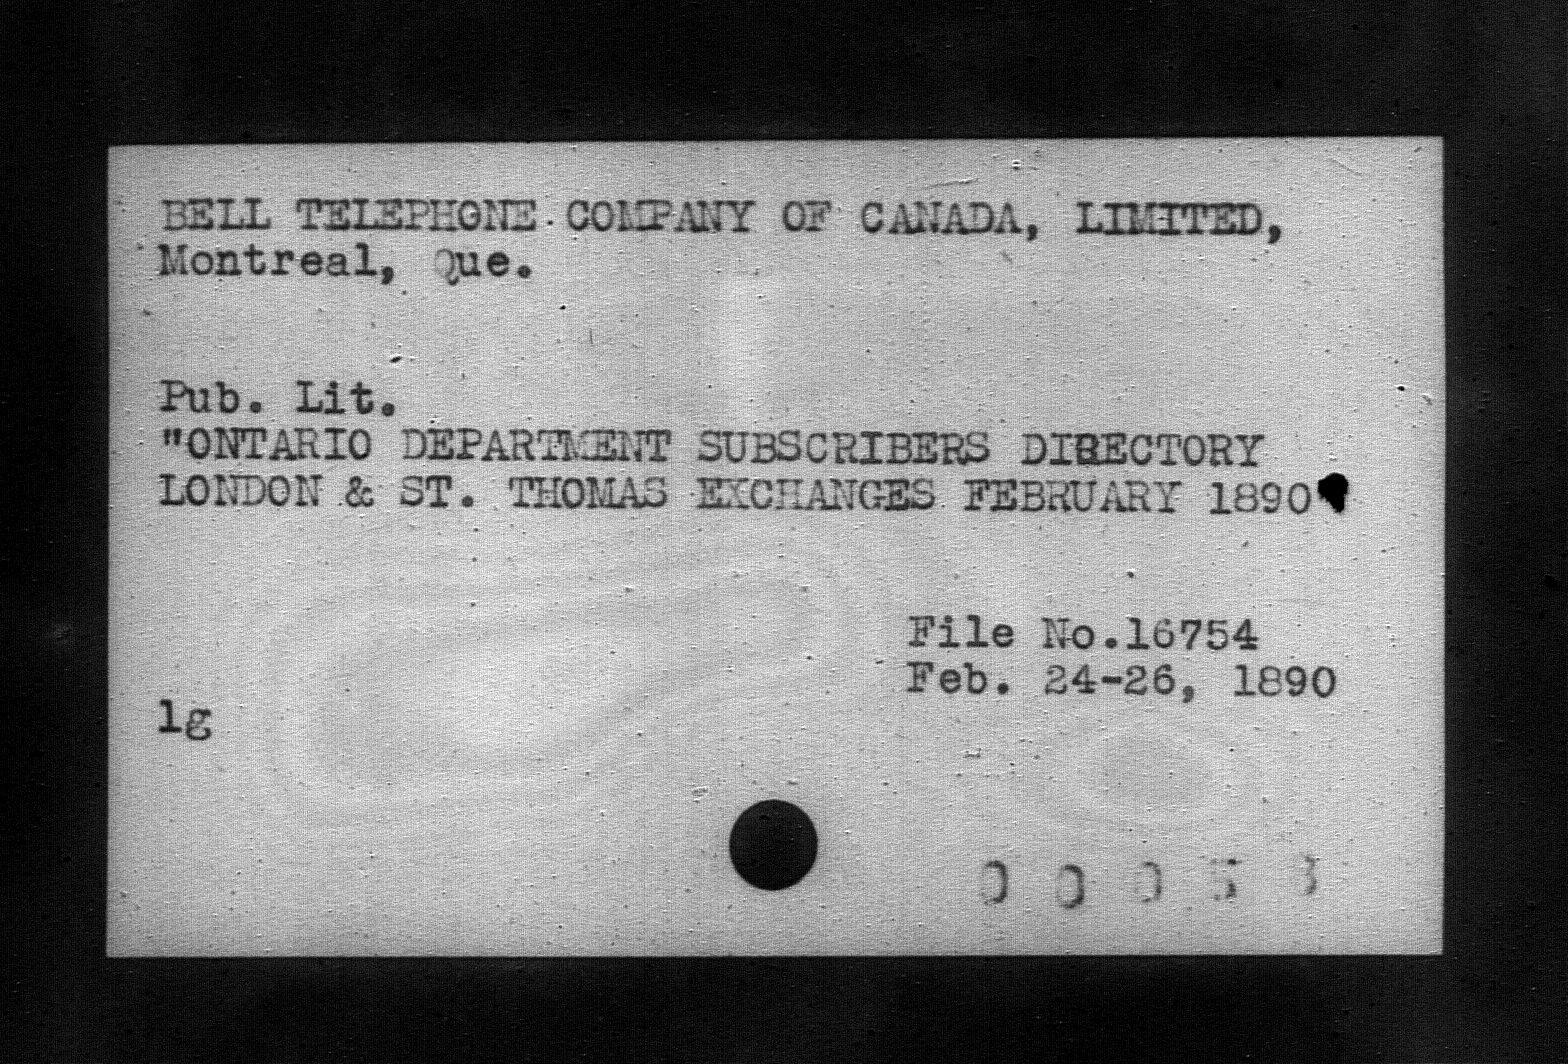 BELL TELEPHONE COMPANY OF CANADA, LIMITED,
Montreal, Que.
Pub. Lit.
"ONTARIO DEPARTMENT SUBSCRIBERS DIRECTORY
LONDON & ST. THOMAS EXCHANGES FEBRUARY 1890"
File No.16754
Feb. 24-26, 1890
lg